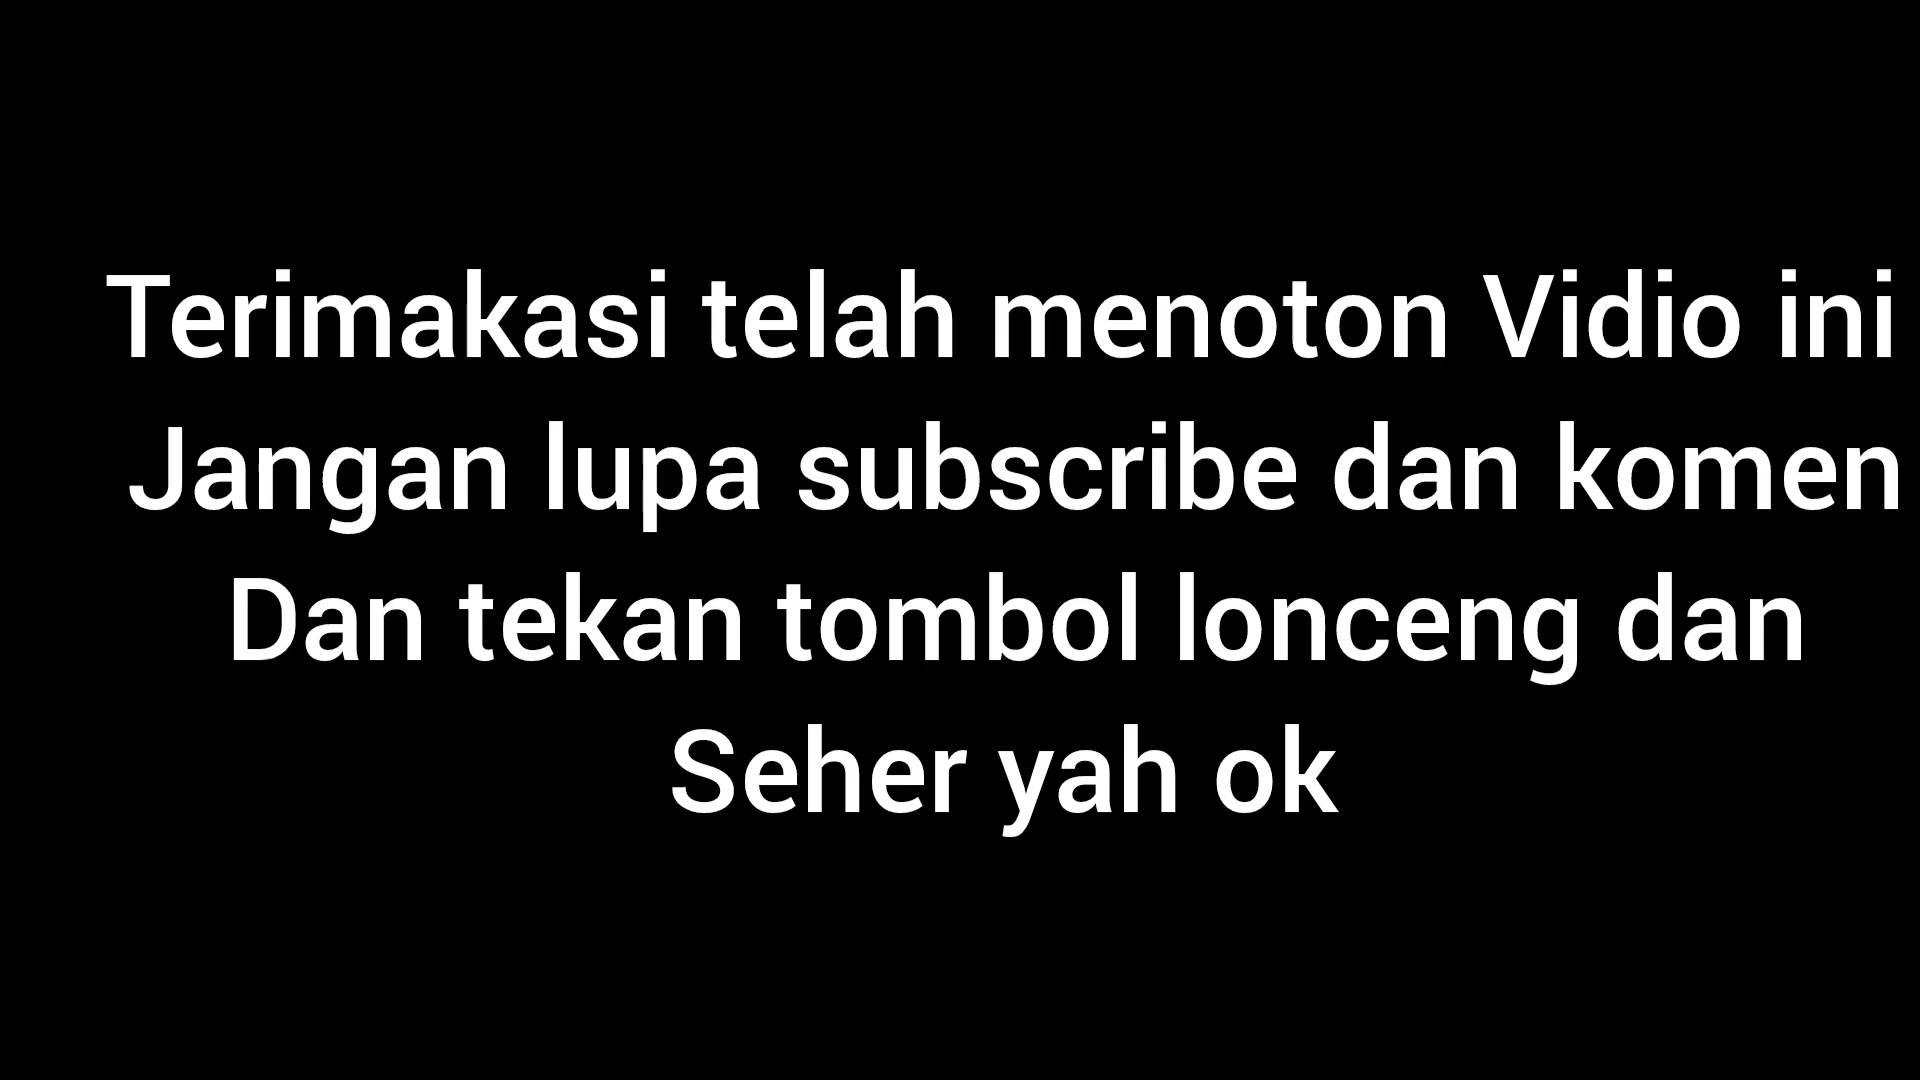 Terimakasi telah menoton Vidio ini
Jangan lupa subscribe dan komen
Dan tekan tombol lonceng dan
Seher yah ok